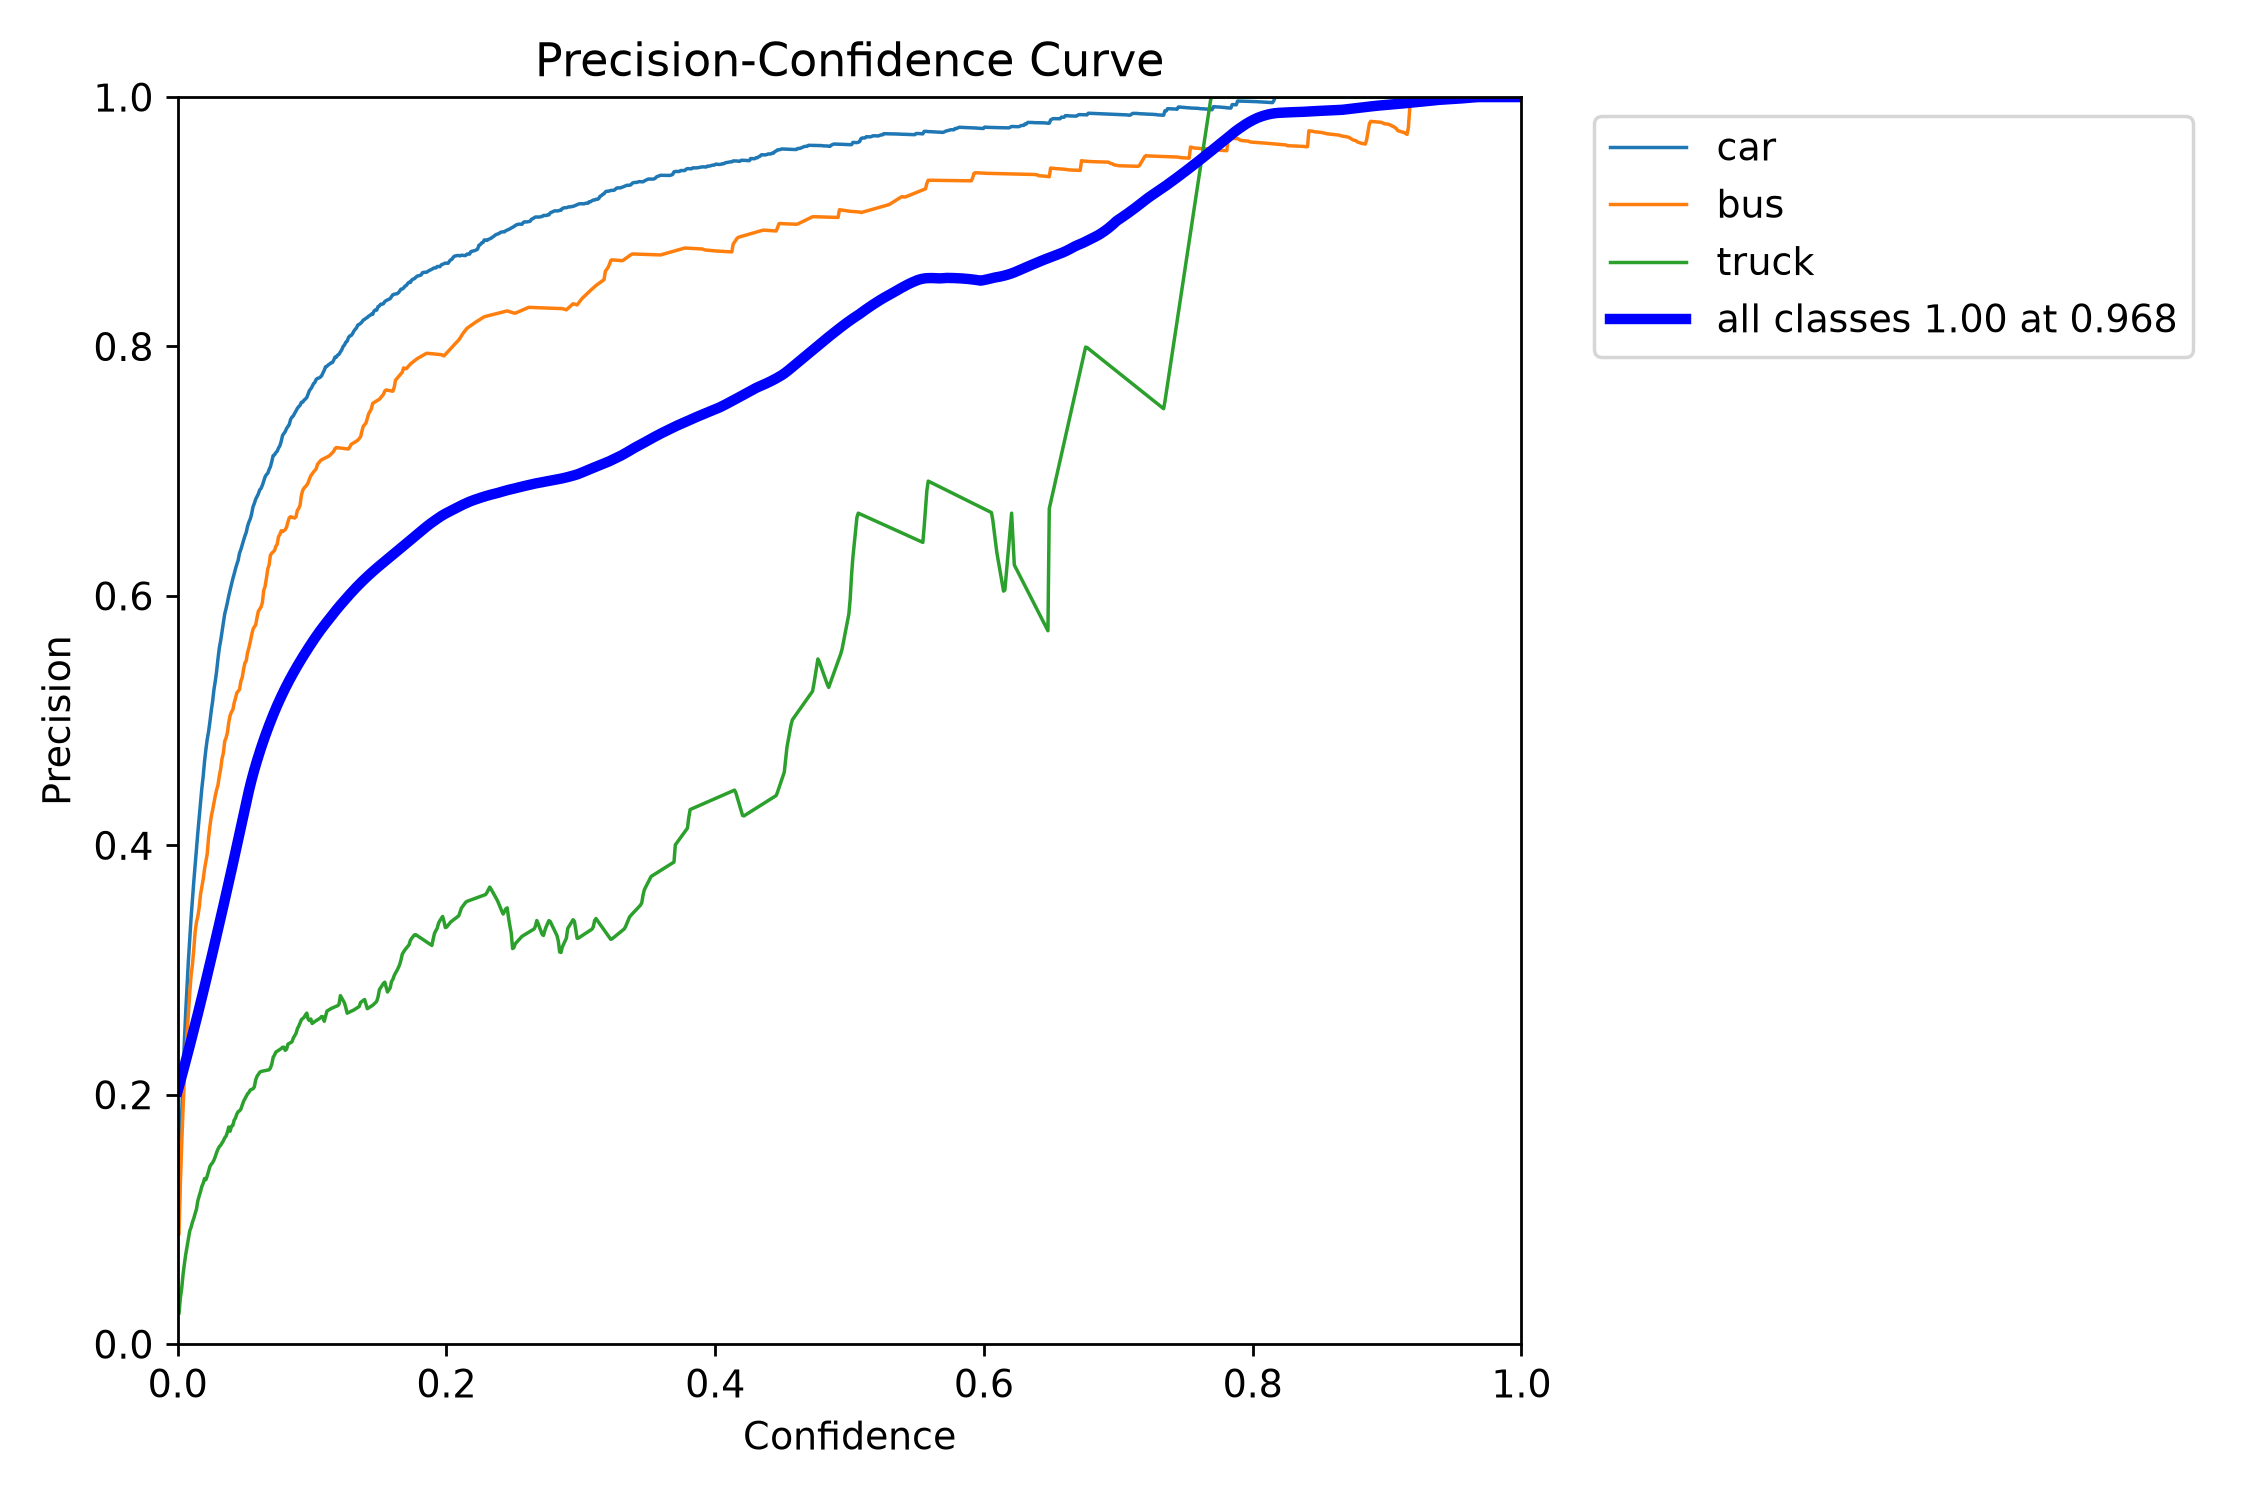 Precision-Confidence Curve
1.0
0.8
0.6
0.4
0.2
0.0
Precision
0.0 0.2 0.4 0.6 0.8 1.0
Confidence
car
bus
truck
all classes 1.00 at 0.968